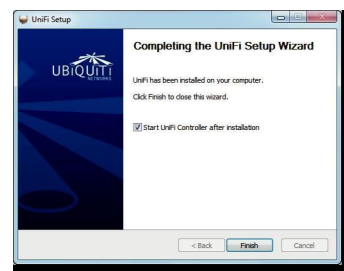 UniFi Setup
Completing the UniFi Setup Wizard
UBIQUITI
NETWORKS
UniFi has been installed on your computer.
Click Finish to close this wizard.
Start UniFi Controller after installation
< Back
Finish
Cancel